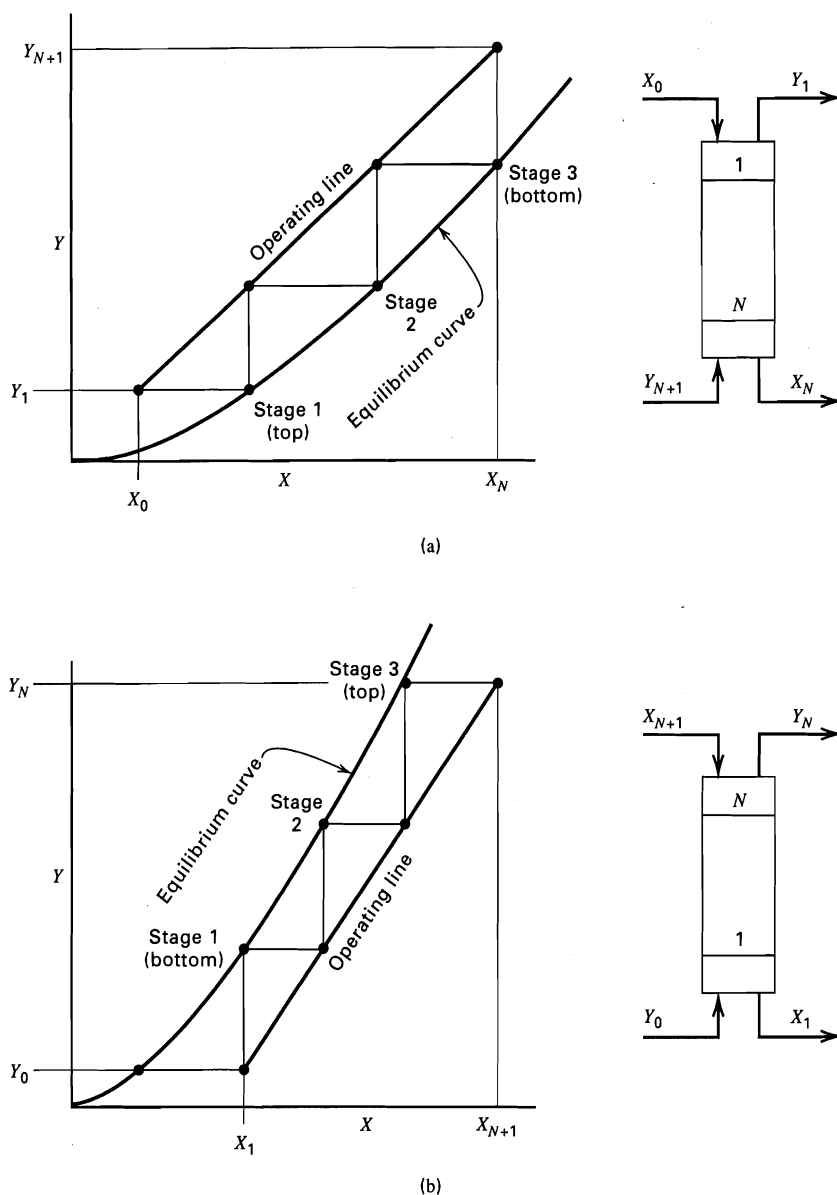 Y_{N+1}
Operating line
Y
Stage 3
(bottom)
Stage
2
Equilibrium curve
Y_1
Stage 1
(top)
X_0
X
X_N
X_0
Y_1
1
N
Y_{N+1}
X_N
(a)
Y_N
Stage 3
(top)
Equilibrium curve
Stage
2
Y
Operating line
Stage 1
(bottom)
Y_0
X_1
X
X_{N+1}
X_{N+1}
Y_N
N
1
Y_0
X_1
(b)